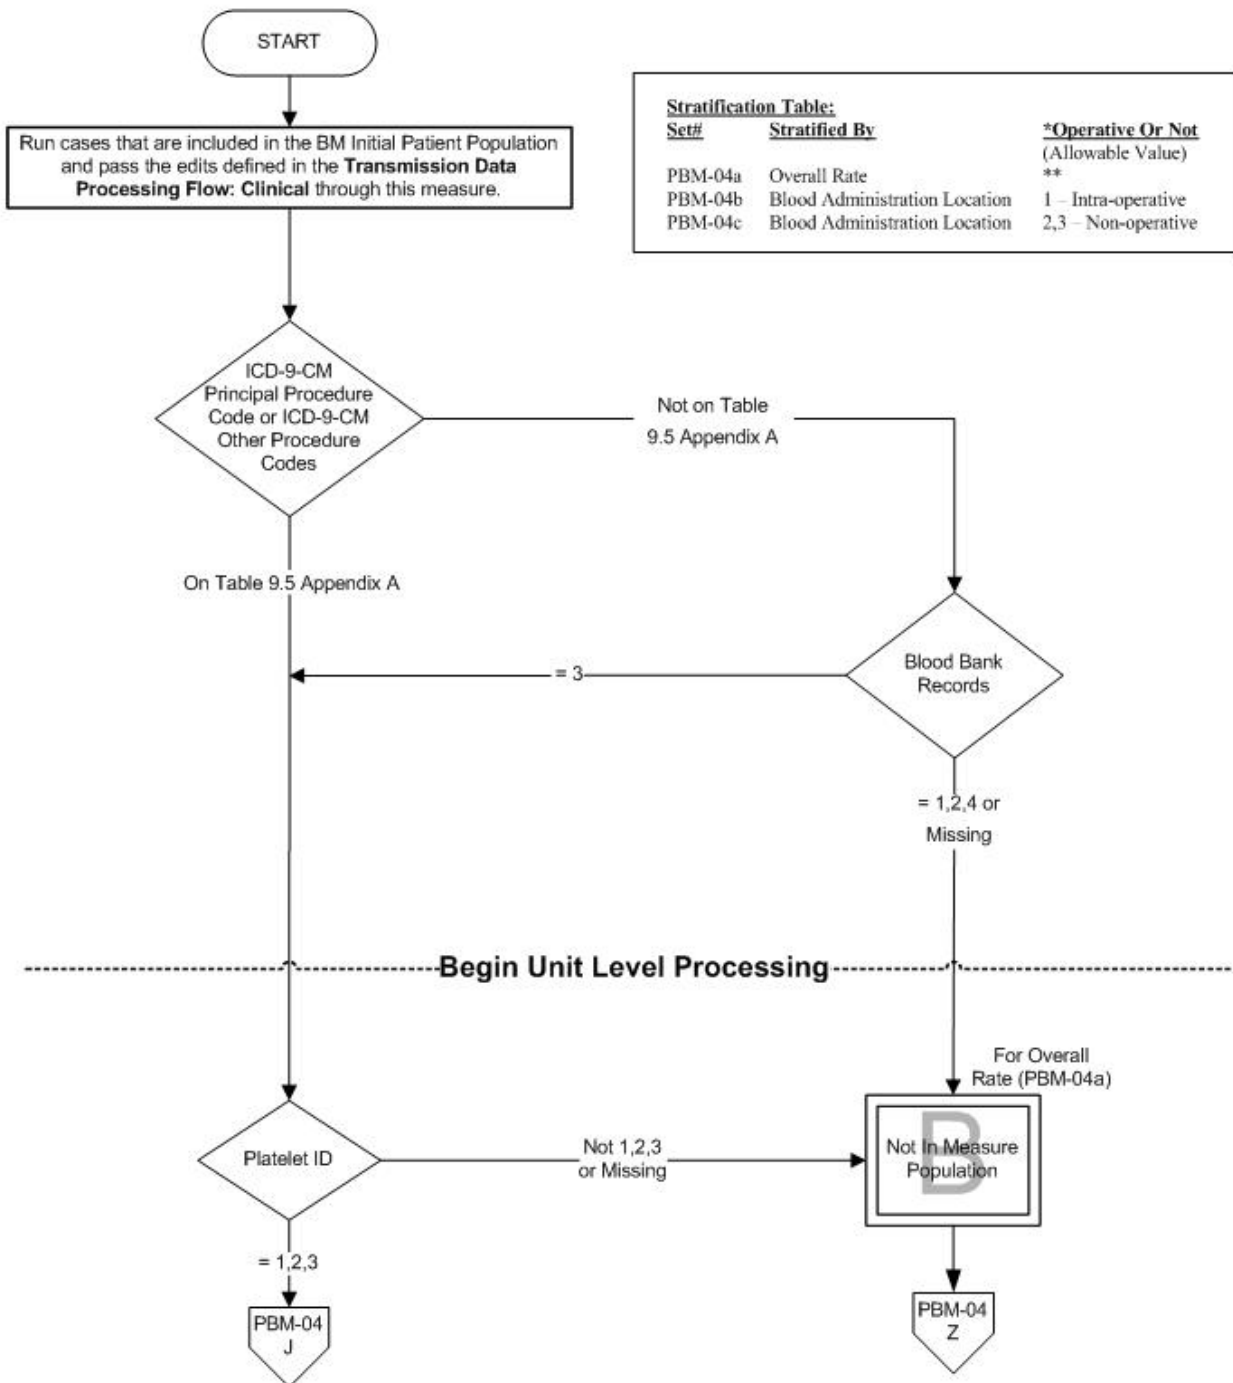 START
Run cases that are included in the BM Initial Patient Population
and pass the edits defined in the Transmission Data
Processing Flow: Clinical through this measure.
Stratification Table:
Set# Stratified By *Operative Or Not
(Allowable Value)
PBM-04a Overall Rate **
PBM-04b Blood Administration Location 1 – Intra-operative
PBM-04c Blood Administration Location 2,3 – Non-operative
ICD-9-CM
Principal Procedure
Code or ICD-9-CM
Other Procedure
Codes
Not on Table
9.5 Appendix A
On Table 9.5 Appendix A
Blood Bank
Records
= 3
= 1,2,4 or
Missing
Begin Unit Level Processing
For Overall
Rate (PBM-04a)
Platelet ID
Not 1,2,3
or Missing
B
Not In Measure
Population
= 1,2,3
PBM-04
J
PBM-04
Z